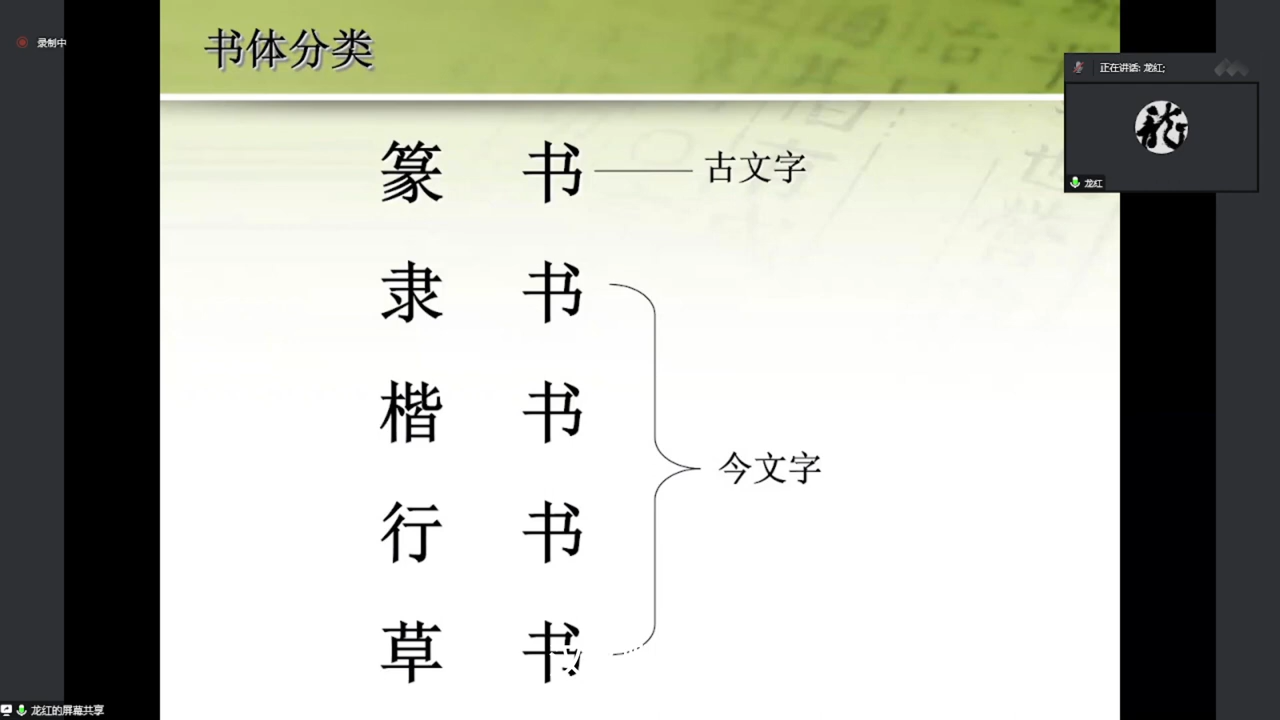 书体分类
录制中
正在讲话: 龙红;
龙
龙红
篆 书
古文字
隶 书
楷 书
今文字
行 书
草 书
龙红的屏幕共享